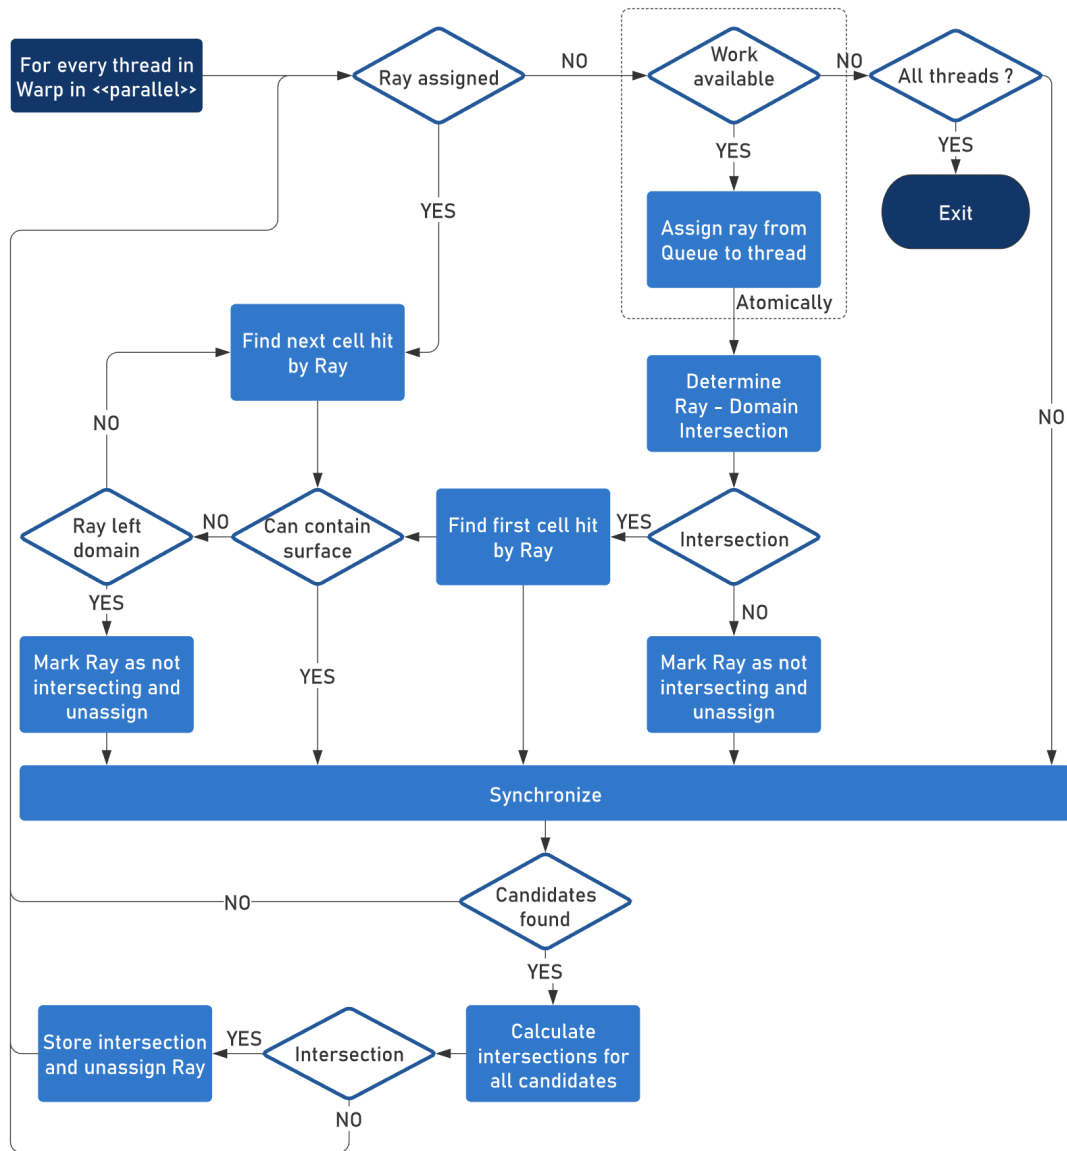 For every thread in
Warp in <<parallel>>
Ray assigned
NO
Work
available
NO
All threads ?
YES
YES
YES
Assign ray from
Queue to thread
Exit
Atomically
Find next cell hit
by Ray
Determine
Ray - Domain
Intersection
NO
NO
Ray left
domain
NO
Can contain
surface
Find first cell hit
by Ray
YES
Intersection
YES
NO
Mark Ray as not
intersecting and
unassign
YES
Mark Ray as not
intersecting and
unassign
Synchronize
Candidates
found
NO
YES
Store intersection
and unassign Ray
YES
Intersection
Calculate
intersections for
all candidates
NO